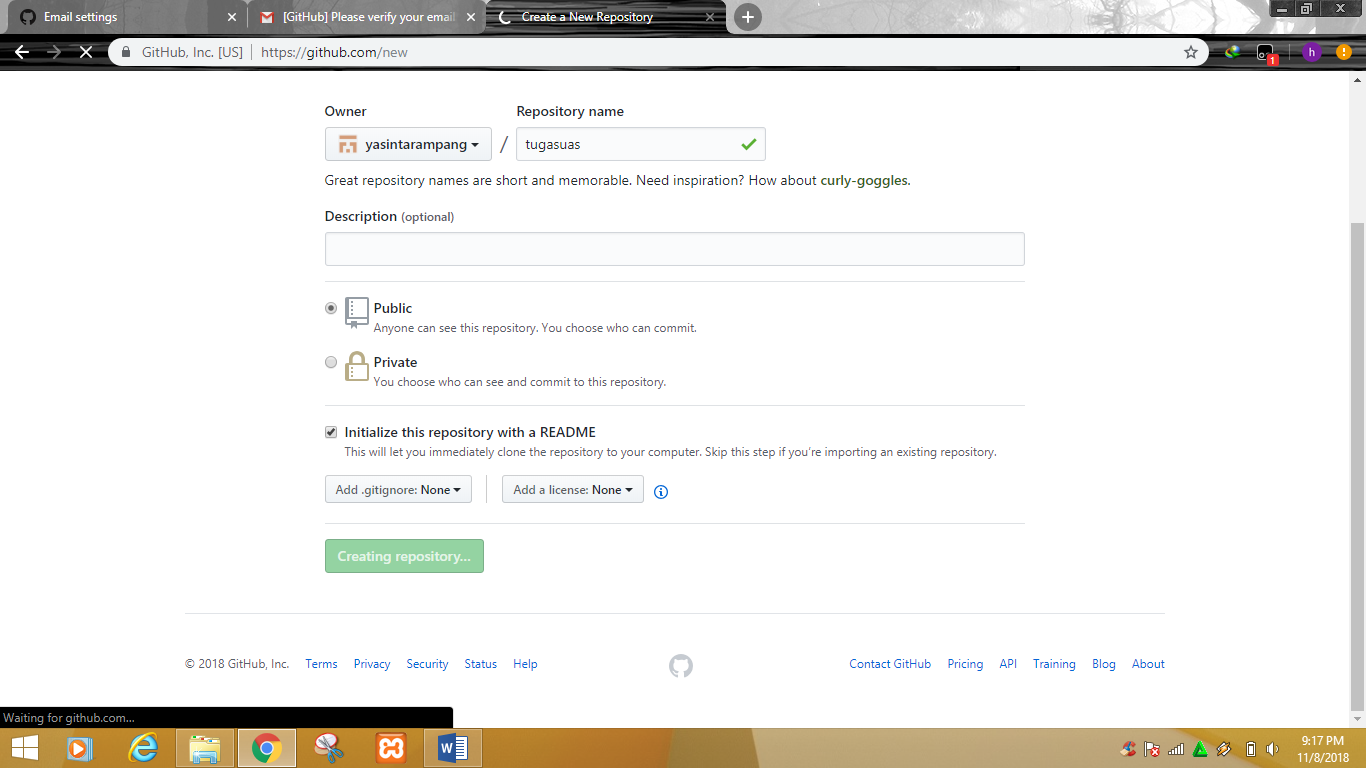 Email settings
[GitHub] Please verify your email
Create a New Repository
GitHub, Inc. [US] | https://github.com/new
h
1
Owner
Repository name
yasintarampang / tugasuas
Great repository names are short and memorable. Need inspiration? How about curly-goggles.
Description (optional)
Public
Anyone can see this repository. You choose who can commit.
Private
You choose who can see and commit to this repository.
Initialize this repository with a README
This will let you immediately clone the repository to your computer. Skip this step if you're importing an existing repository.
Add .gitignore: None
Add a license: None
Creating repository...
© 2018 GitHub, Inc. Terms Privacy Security Status Help
Contact GitHub Pricing API Training Blog About
Waiting for github.com...
9:17 PM
11/8/2018